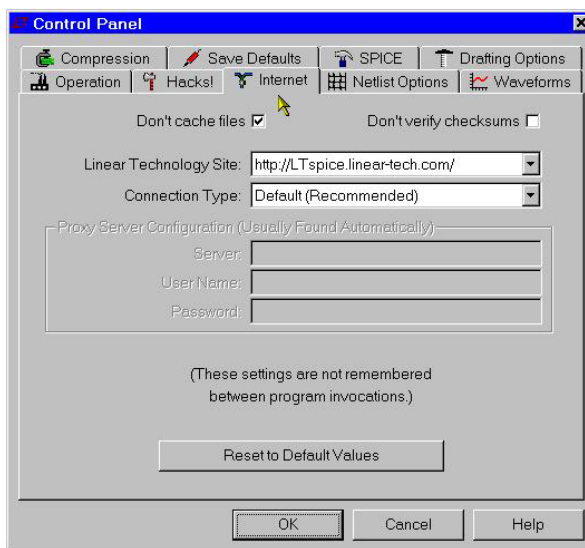 Control Panel
Compression Save Defaults SPICE Drafting Options
Operation Hacks! Internet Netlist Options Waveforms
Don't cache files Don't verify checksums
Linear Technology Site: http://LTspice.linear-tech.com/
Connection Type: Default (Recommended)
Proxy Server Configuration (Usually Found Automatically)
Server:
User Name:
Password:
(These settings are not remembered
between program invocations.)
Reset to Default Values
OK Cancel Help